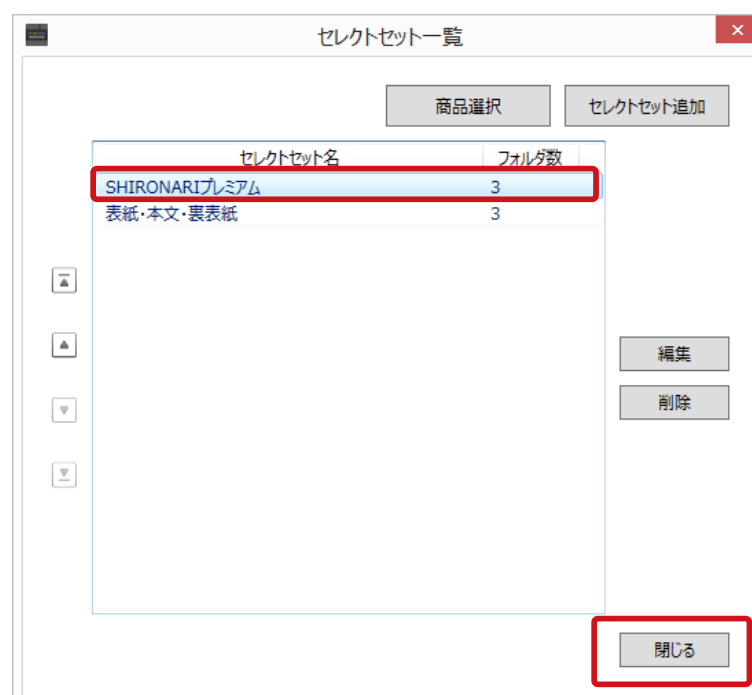 セレクトセット一覧
商品選択
セレクトセット追加
セレクトセット名 フォルダ数
SHIRONARIプレミアム 3
表紙・本文・裏表紙 3
編集
削除
閉じる